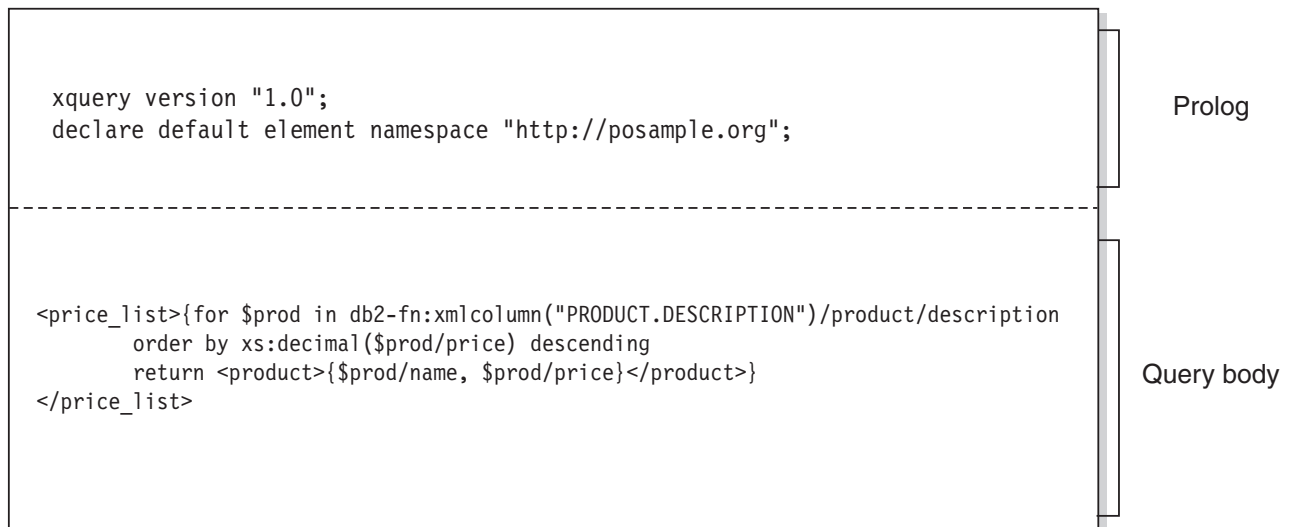 xquery version "1.0";
declare default element namespace "http://posample.org";
Prolog
<price_list>{for $prod in db2-fn:xmlcolumn("PRODUCT.DESCRIPTION")/product/description
order by xs:decimal($prod/price) descending
return <product>{$prod/name, $prod/price}</product>}
</price_list>
Query body